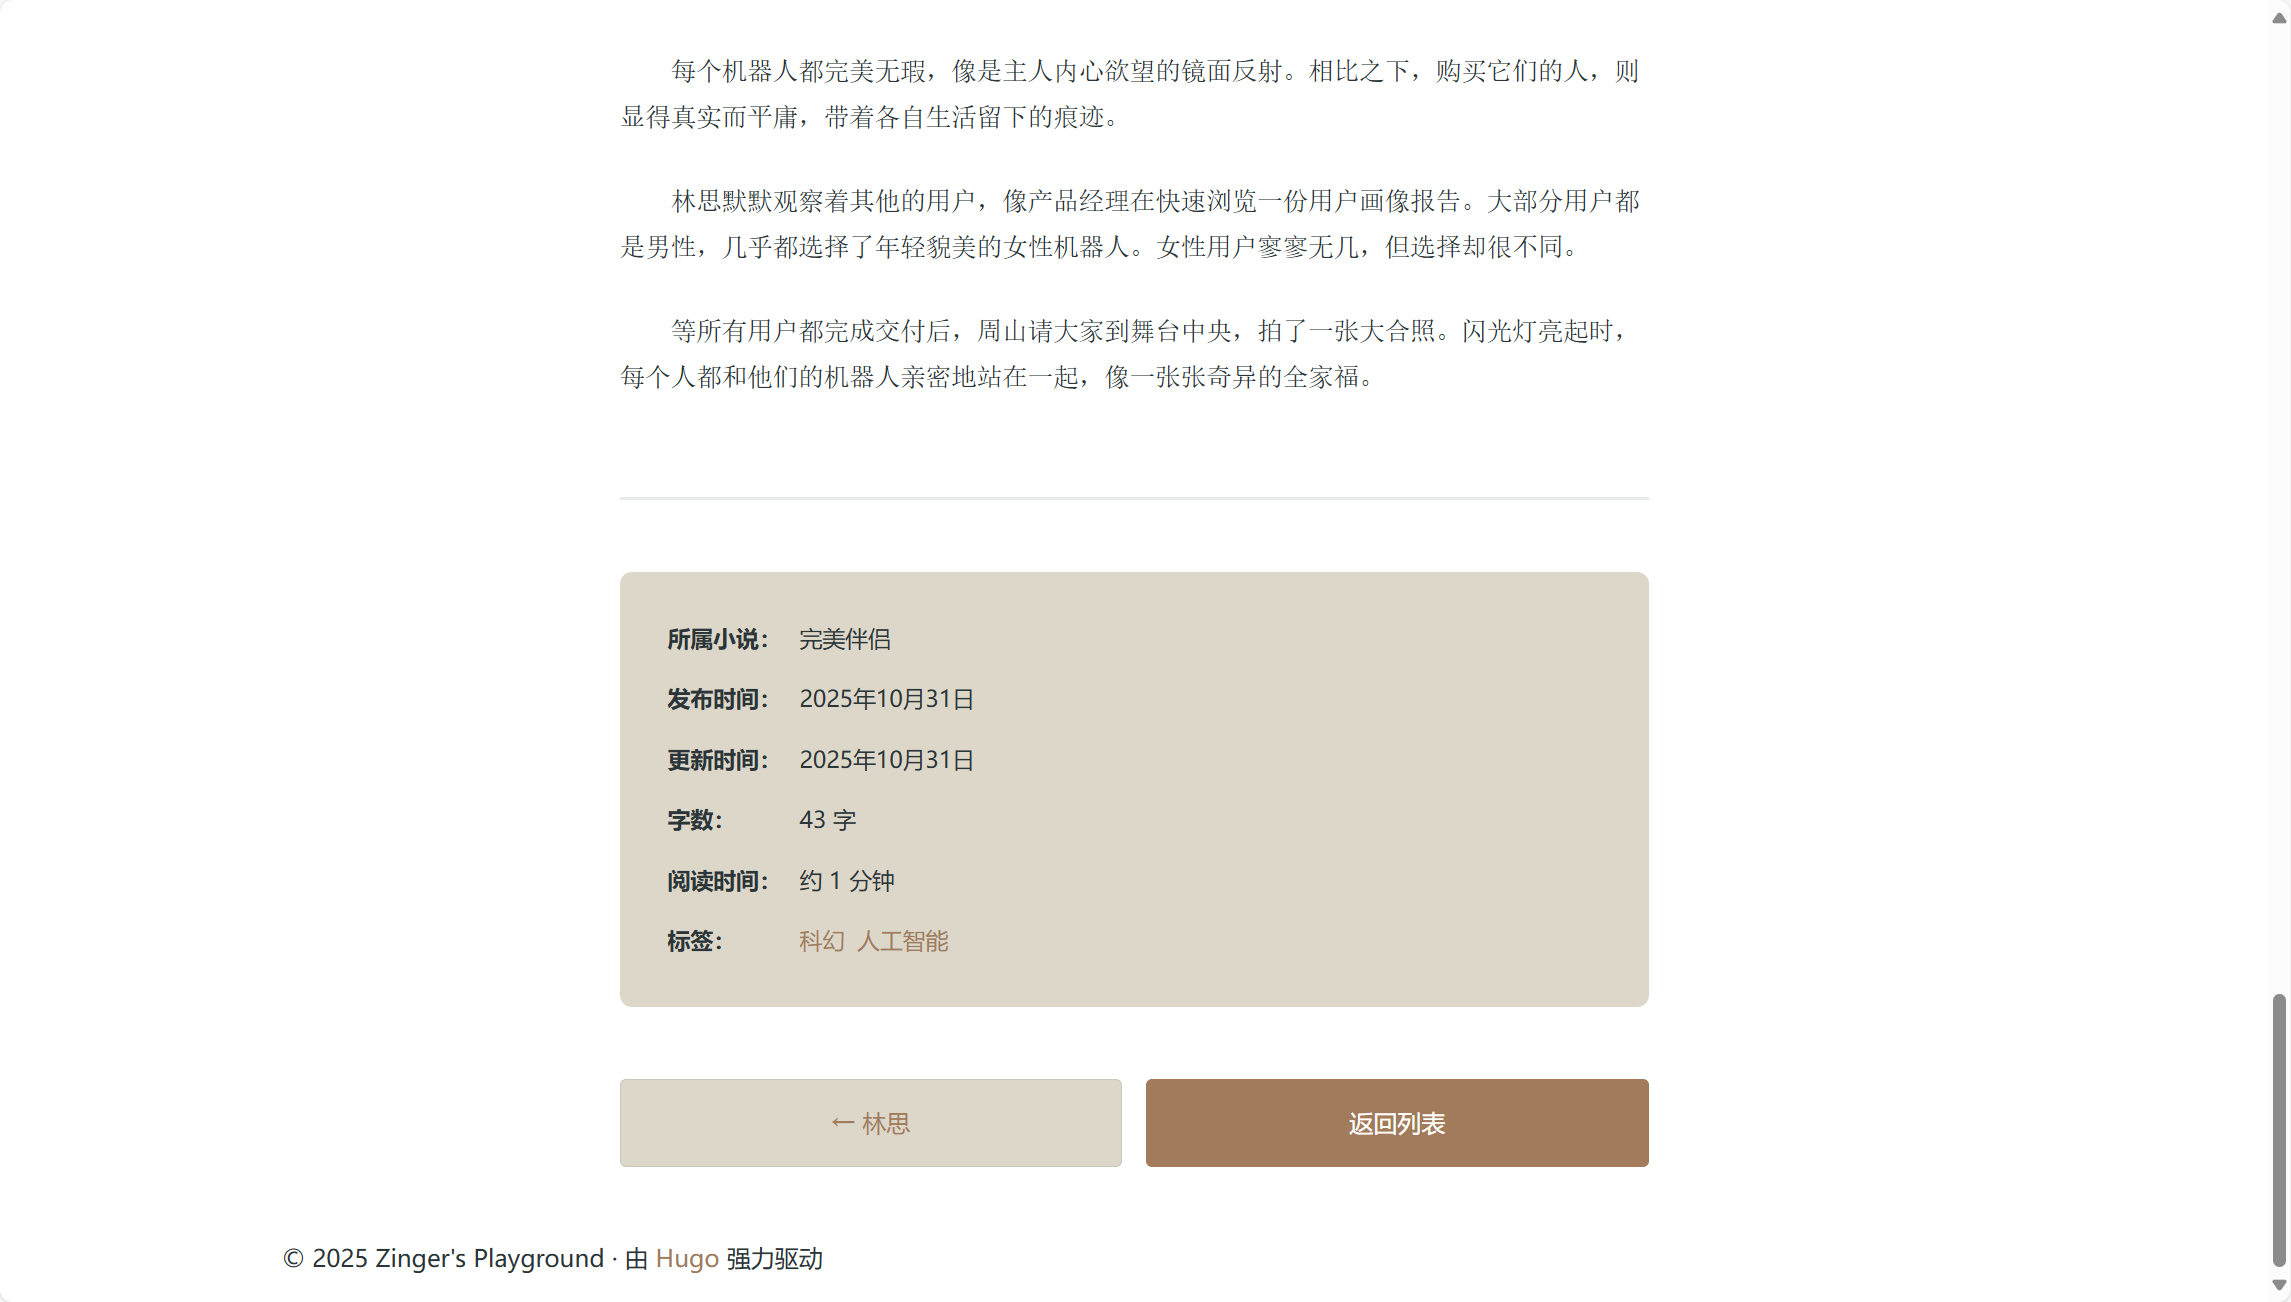 每个机器人都完美无瑕，像是主人内心欲望的镜面反射。相比之下，购买它们的人，则
显得真实而平庸，带着各自生活留下的痕迹。
林思默默观察着其他的用户，像产品经理在快速浏览一份用户画像报告。大部分用户都
是男性，几乎都选择了年轻貌美的女性机器人。女性用户寥寥无几，但选择却很不同。
等所有用户都完成交付后，周山请大家到舞台中央，拍了一张大合照。闪光灯亮起时，
每个人都和他们的机器人亲密地站在一起，像一张张奇异的全家福。
所属小说： 完美伴侣
发布时间： 2025年10月31日
更新时间： 2025年10月31日
字数： 43 字
阅读时间： 约 1 分钟
标签： 科幻 人工智能
← 林思
返回列表
© 2025 Zinger's Playground · 由 Hugo 强力驱动